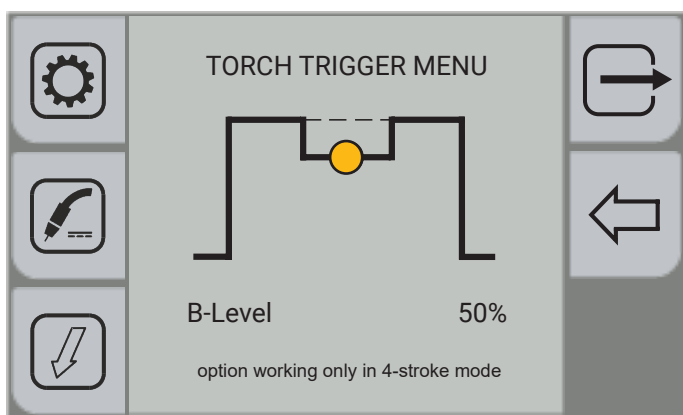 TORCH TRIGGER MENU
B-Level 50%
option working only in 4-stroke mode